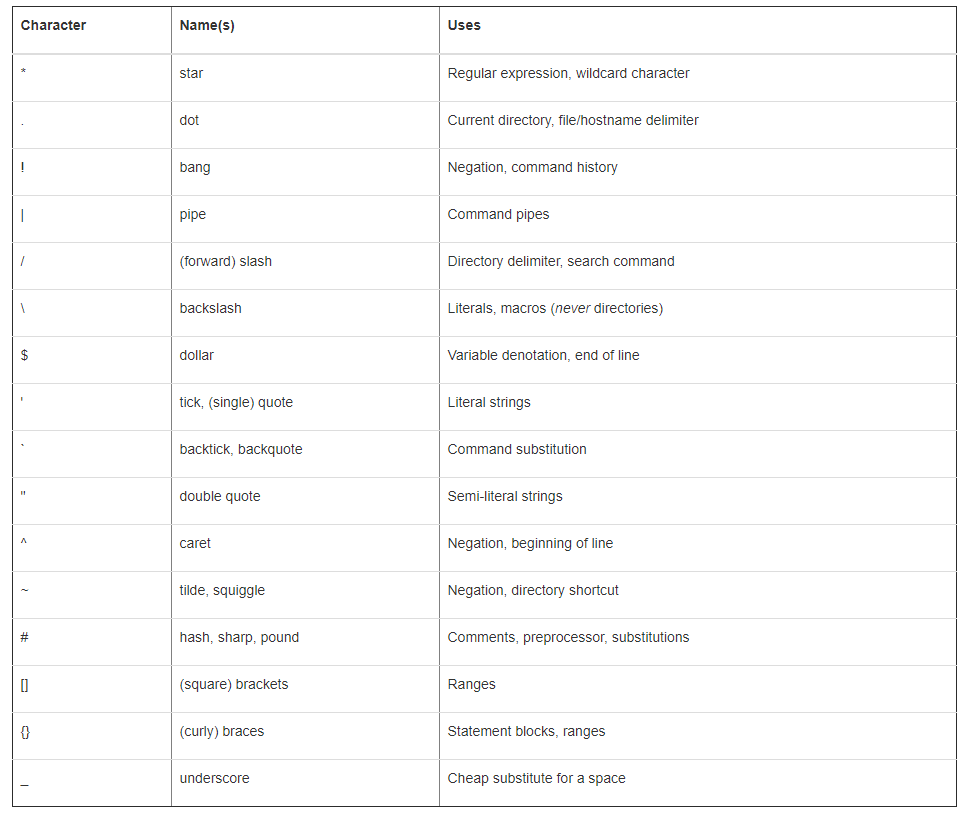 Character Name(s) Uses
* star Regular expression, wildcard character
. dot Current directory, file/hostname delimiter
! bang Negation, command history
| pipe Command pipes
/ (forward) slash Directory delimiter, search command
\ backslash Literals, macros (never directories)
$ dollar Variable denotation, end of line
' tick, (single) quote Literal strings
` backtick, backquote Command substitution
" double quote Semi-literal strings
^ caret Negation, beginning of line
~ tilde, squiggle Negation, directory shortcut
# hash, sharp, pound Comments, preprocessor, substitutions
[] (square) brackets Ranges
{} (curly) braces Statement blocks, ranges
_ underscore Cheap substitute for a space